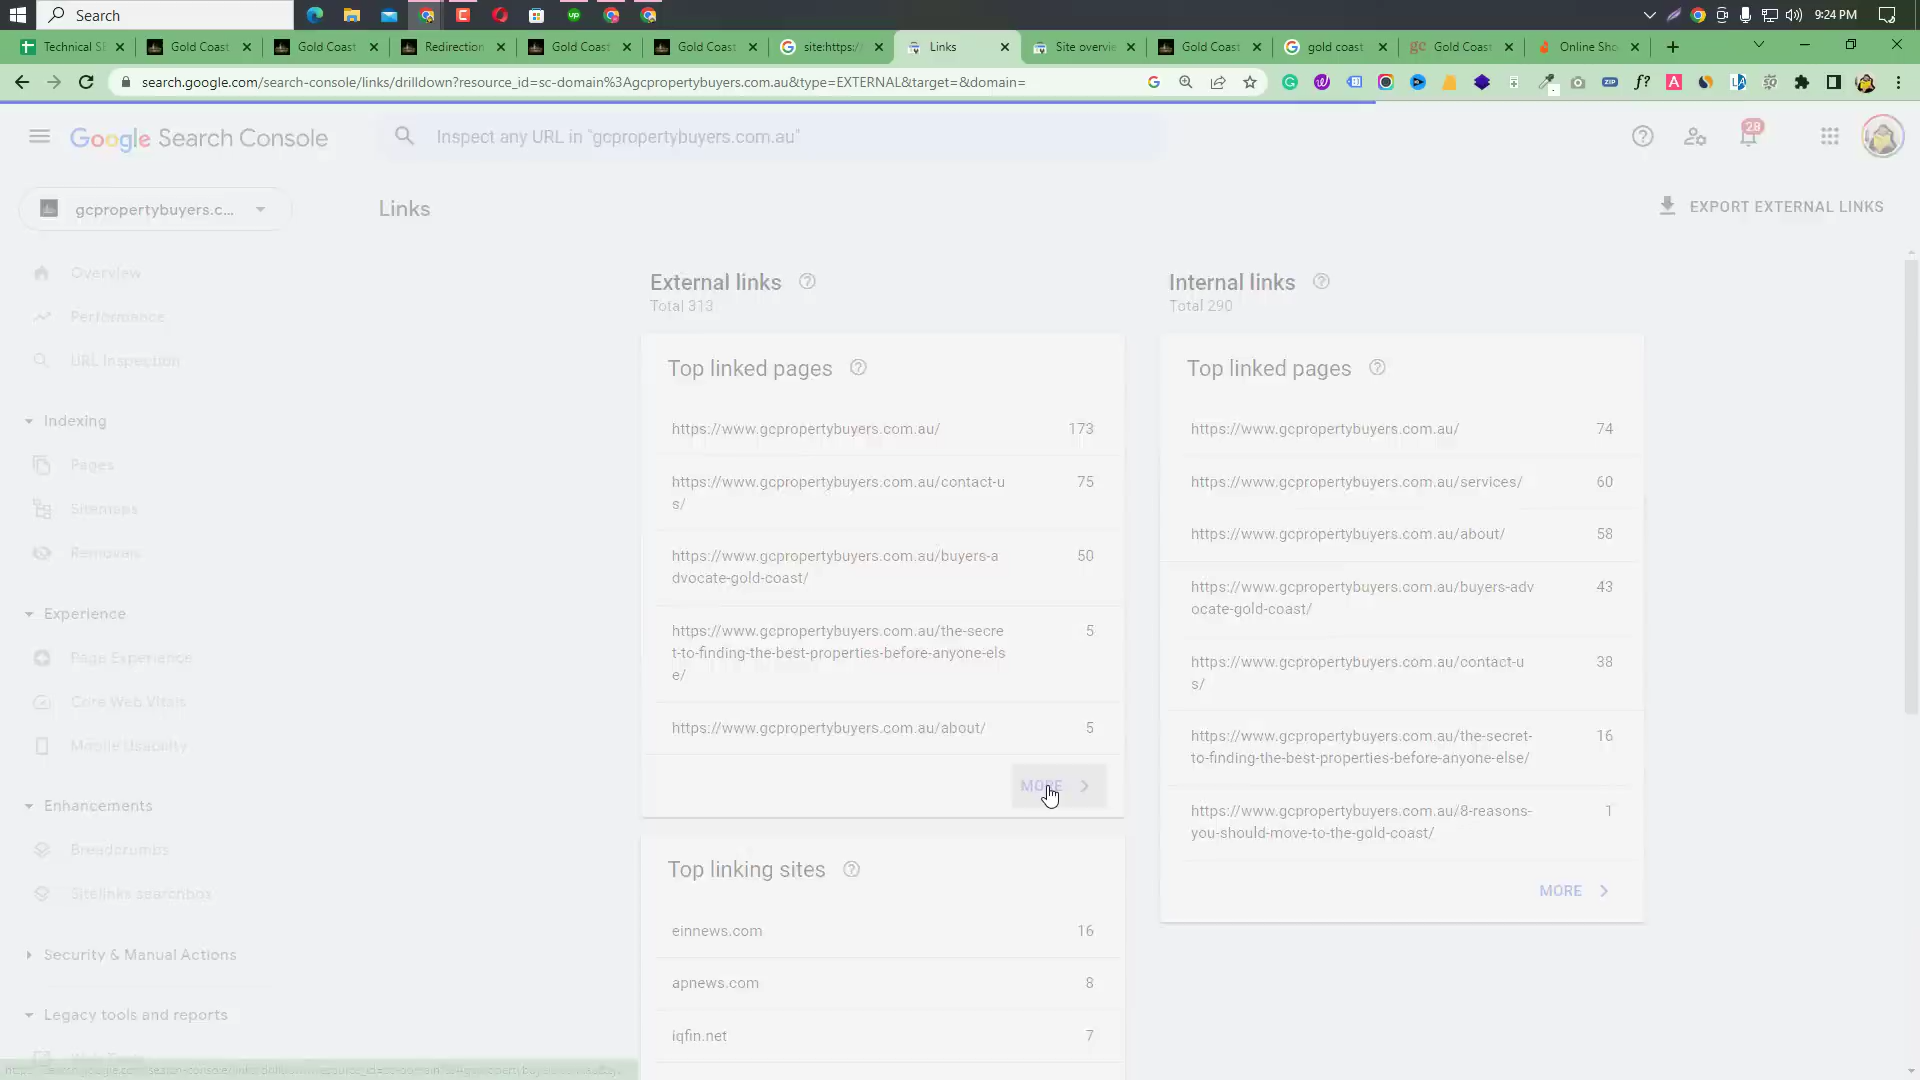 Search
9:24 PM
Technical SE
Gold Coast
Gold Coast
Redirection
Gold Coast
Gold Coast
site:https:/
Links
Site overvie
Gold Coast
gold coast
Gold Coast
Online Sho
search.google.com/search-console/links/drilldown?resource_id=sc-domain%3Agcpropertybuyers.com.au&type=EXTERNAL&target=&domain=
Google Search Console
Inspect any URL in "gcpropertybuyers.com.au"
28
gcpropertybuyers.c...
Links
EXPORT EXTERNAL LINKS
Overview
Performance
URL Inspection
Indexing
Pages
Sitemaps
Removals
Experience
Page Experience
Core Web Vitals
Mobile Usability
Enhancements
Breadcrumbs
Sitelinks searchbox
Security & Manual Actions
Legacy tools and reports
External links
Total 313
Top linked pages
https://www.gcpropertybuyers.com.au/ 173
https://www.gcpropertybuyers.com.au/contact-u
s/ 75
https://www.gcpropertybuyers.com.au/buyers-a
dvocate-gold-coast/ 50
https://www.gcpropertybuyers.com.au/the-secre
t-to-finding-the-best-properties-before-anyone-els
e/ 5
https://www.gcpropertybuyers.com.au/about/ 5
MORE
Top linking sites
einnews.com 16
apnews.com 8
iqfin.net 7
Internal links
Total 290
Top linked pages
https://www.gcpropertybuyers.com.au/ 74
https://www.gcpropertybuyers.com.au/services/ 60
https://www.gcpropertybuyers.com.au/about/ 58
https://www.gcpropertybuyers.com.au/buyers-adv
ocate-gold-coast/ 43
https://www.gcpropertybuyers.com.au/contact-u
s/ 38
https://www.gcpropertybuyers.com.au/the-secret-
to-finding-the-best-properties-before-anyone-else/ 16
https://www.gcpropertybuyers.com.au/8-reasons-
you-should-move-to-the-gold-coast/ 1
MORE